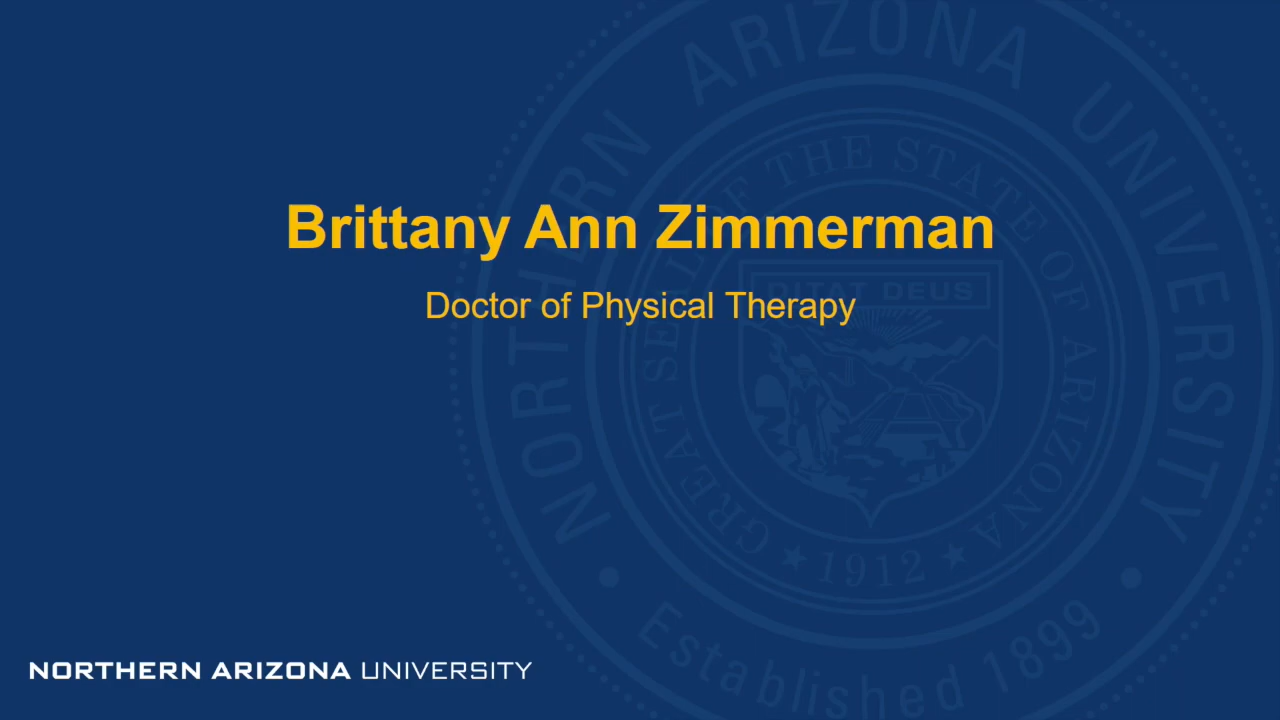 Brittany Ann Zimmerman
Doctor of Physical Therapy
NORTHERN ARIZONA UNIVERSITY
NORTHERN ARIZONA UNIVERSITY
GREAT SEAL OF THE STATE OF ARIZONA
DITAT DEUS
1912
Established 1899